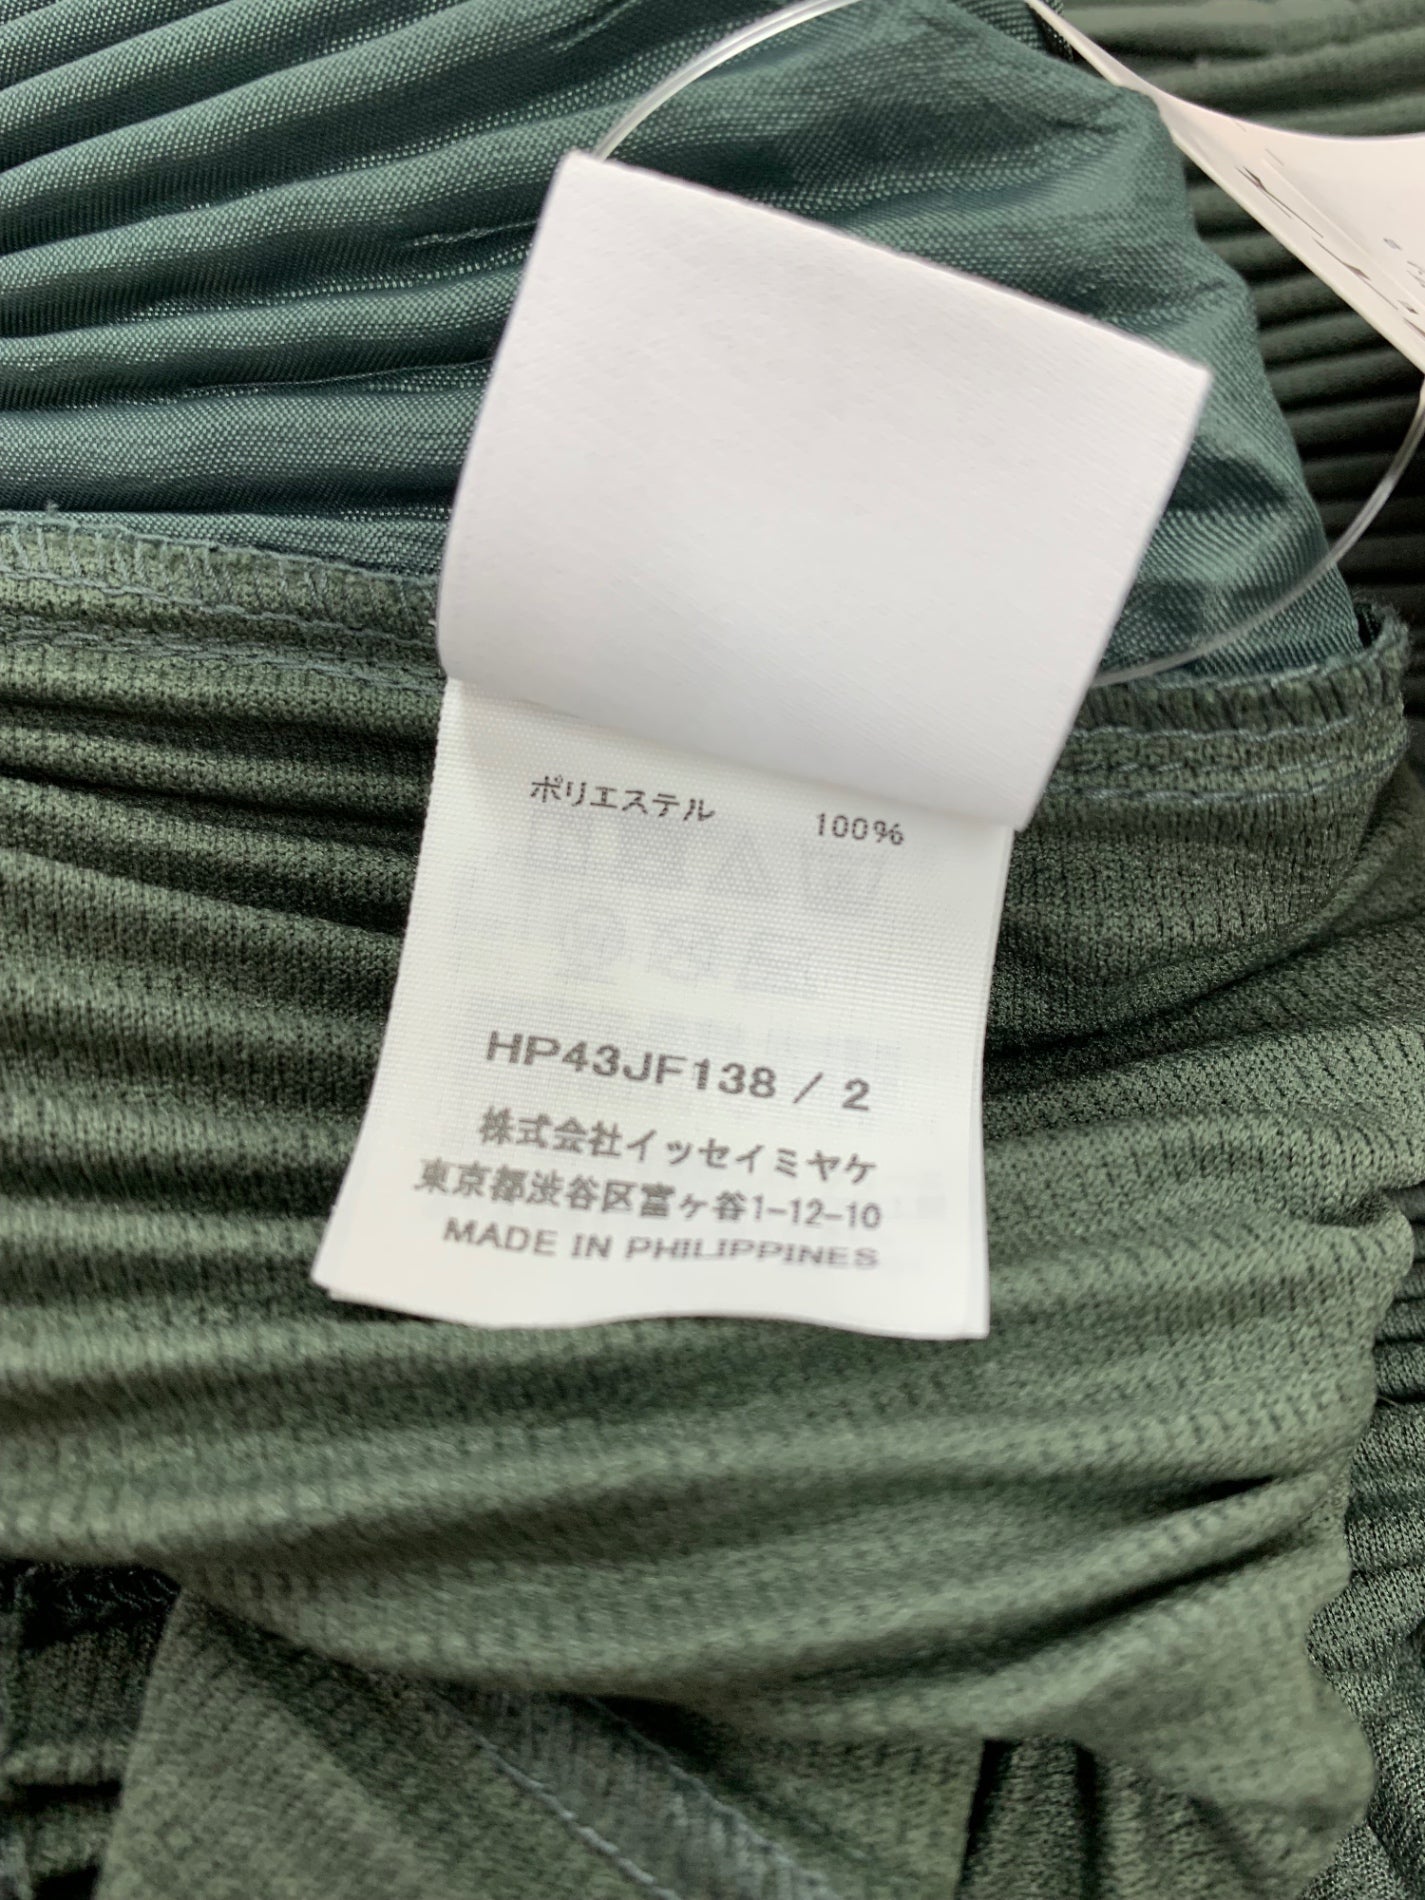 ポリエステル 100%
HP43JF138 / 2
株式会社イッセイミヤケ
東京都渋谷区富ヶ谷1-12-10
MADE IN PHILIPPINES